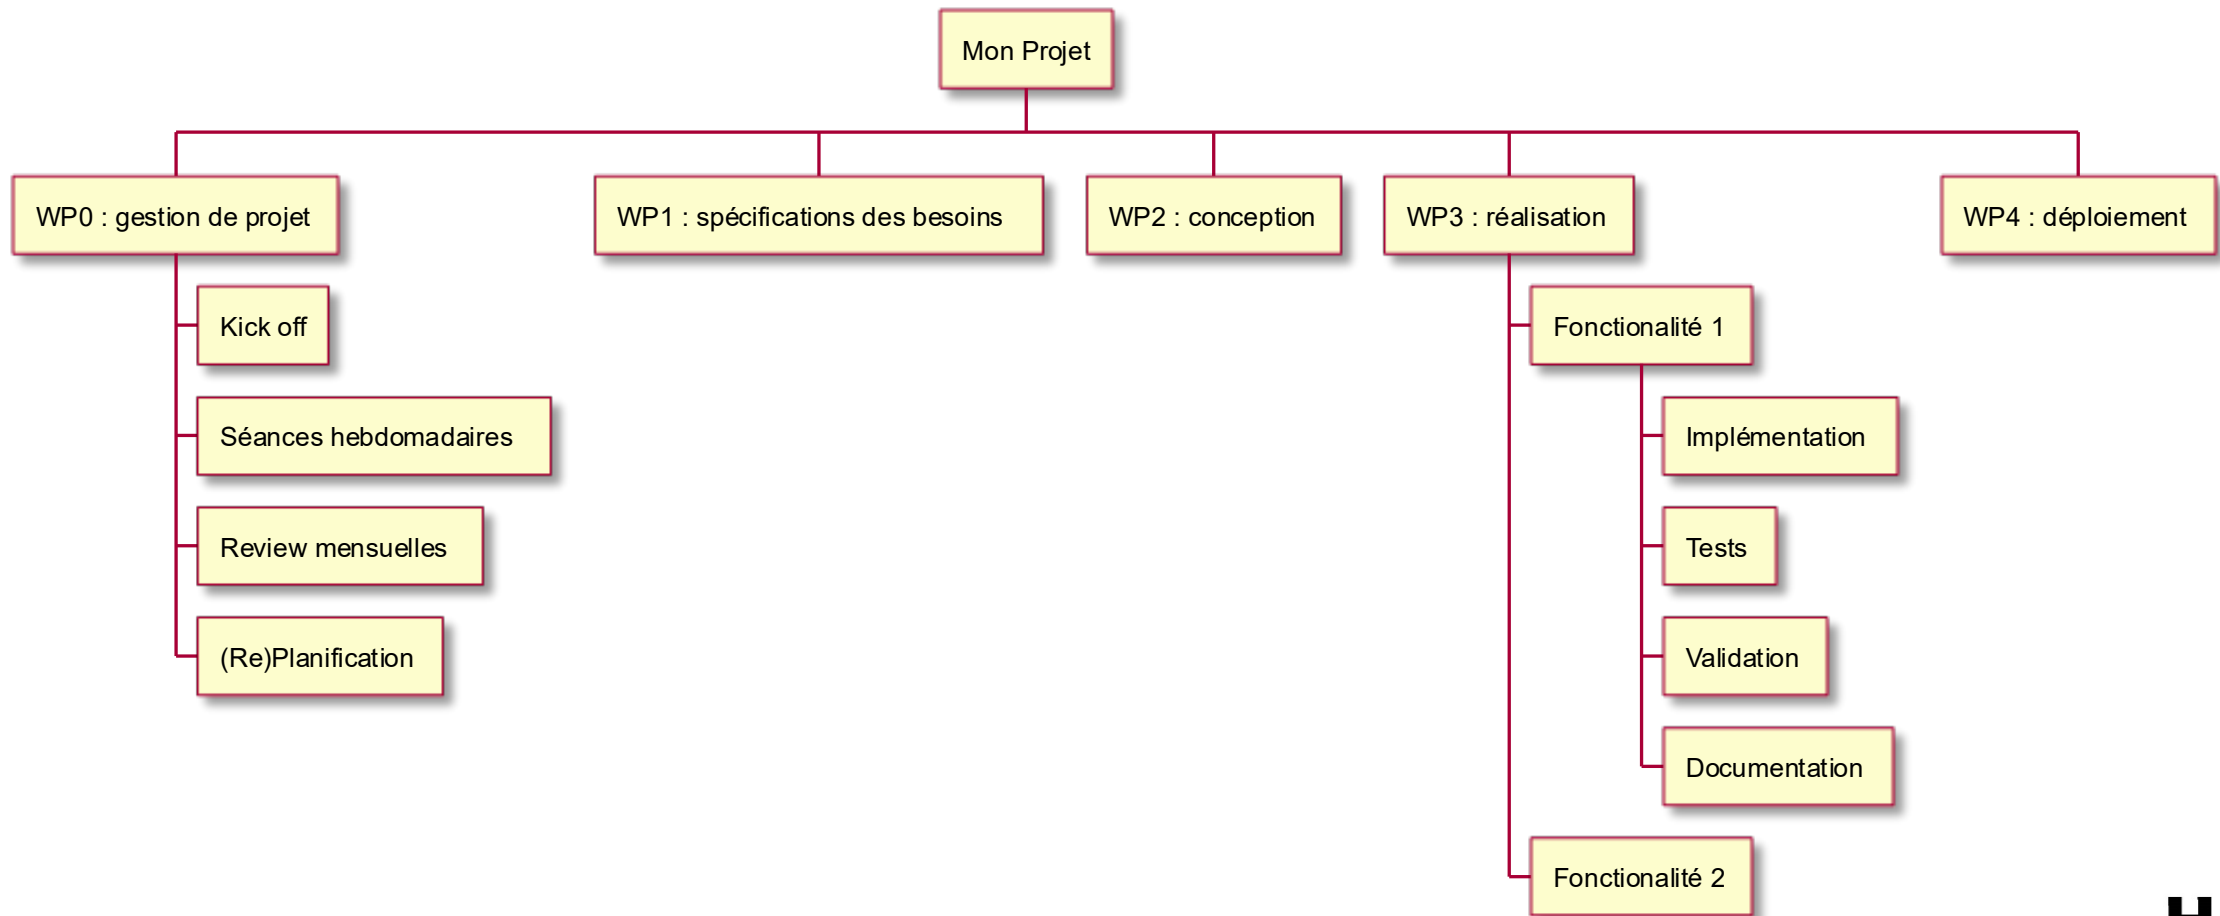 Mon Projet
WP0 : gestion de projet
WP1 : spécifications des besoins
WP2 : conception
WP3 : réalisation
WP4 : déploiement
Kick off
Séances hebdomadaires
Review mensuelles
(Re)Planification
Fonctionalité 1
Implémentation
Tests
Validation
Documentation
Fonctionalité 2